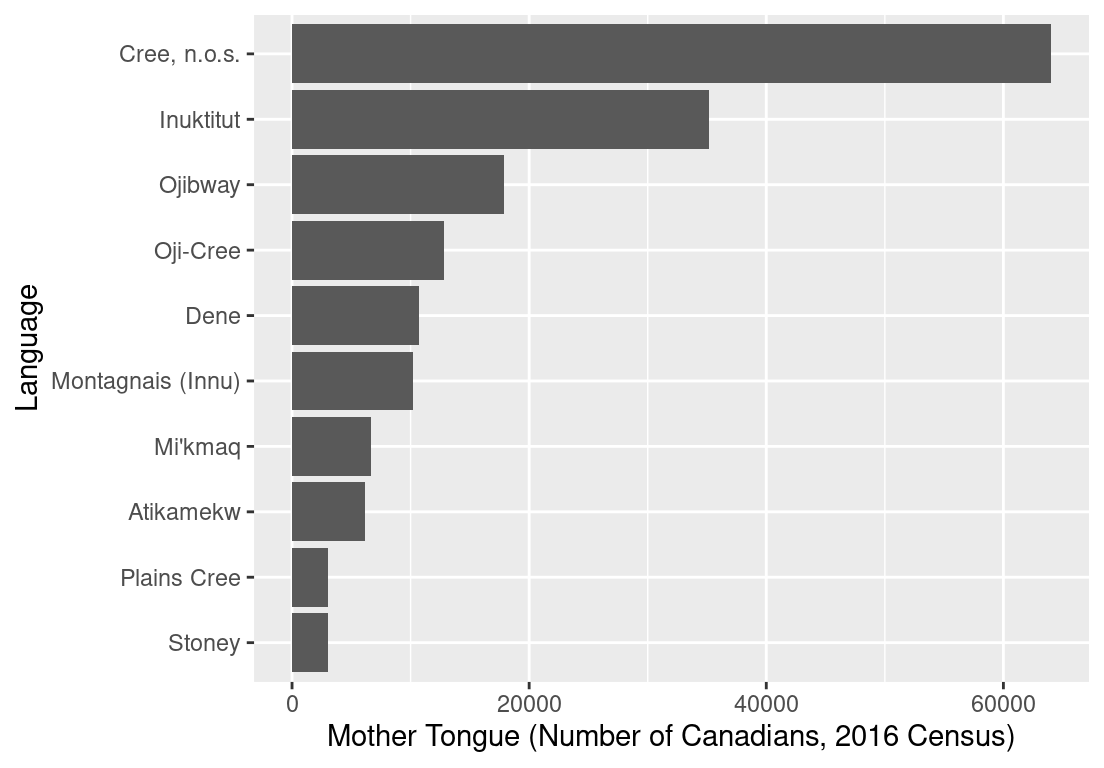 Cree, n.o.s.
Inuktitut
Ojibway
Oji-Cree
Dene
Montagnais (Innu)
Mi'kmaq
Atikamekw
Plains Cree
Stoney
Language
0 20000 40000 60000
Mother Tongue (Number of Canadians, 2016 Census)